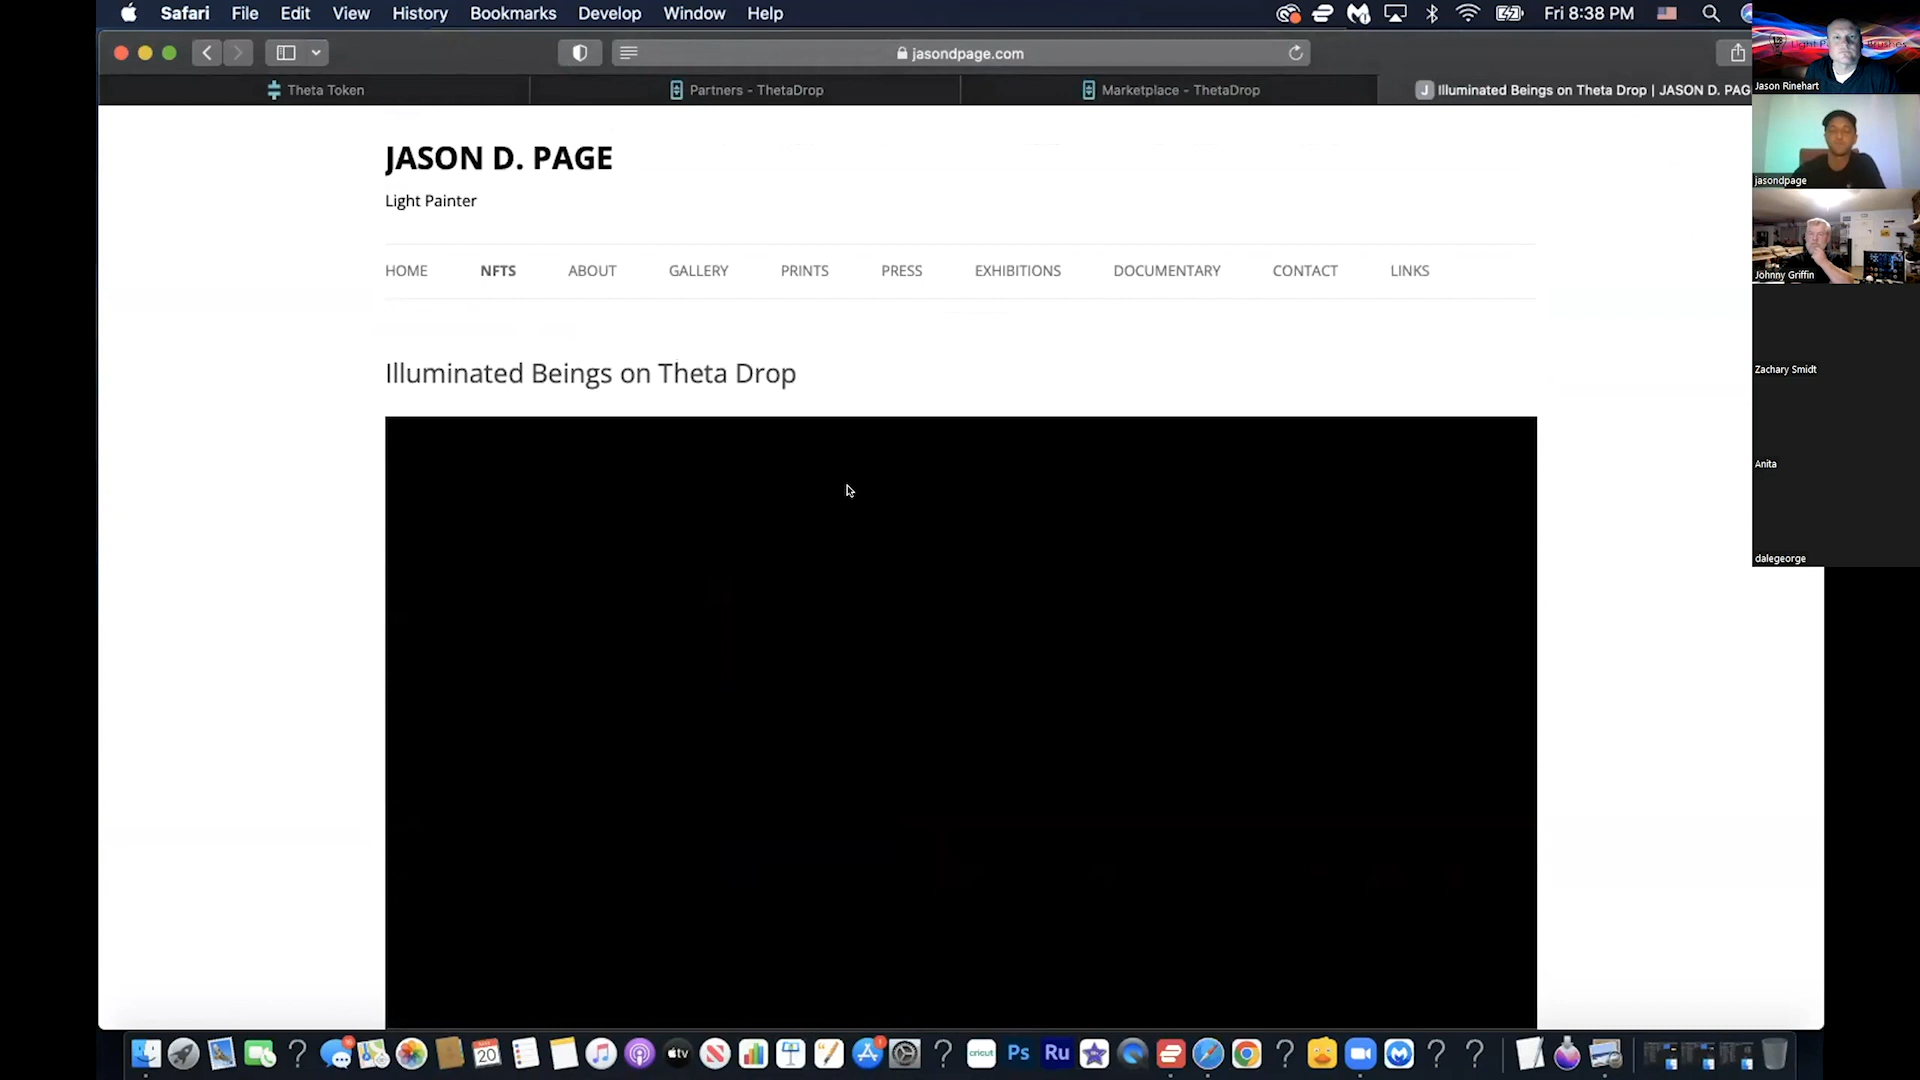 Safari File Edit View History Bookmarks Develop Window Help
Fri 8:38 PM
jasondpage.com
Theta Token
Partners - ThetaDrop
Marketplace - ThetaDrop
J Illuminated Beings on Theta Drop | JASON D. PAG
JASON D. PAGE
Light Painter
HOME NFTS ABOUT GALLERY PRINTS PRESS EXHIBITIONS DOCUMENTARY CONTACT LINKS
Illuminated Beings on Theta Drop
Jason Rinehart
jasondpage
Johnny Griffin
Zachary Smidt
Anita
dalegeorge
20
tv
cricut
Ps
Ru